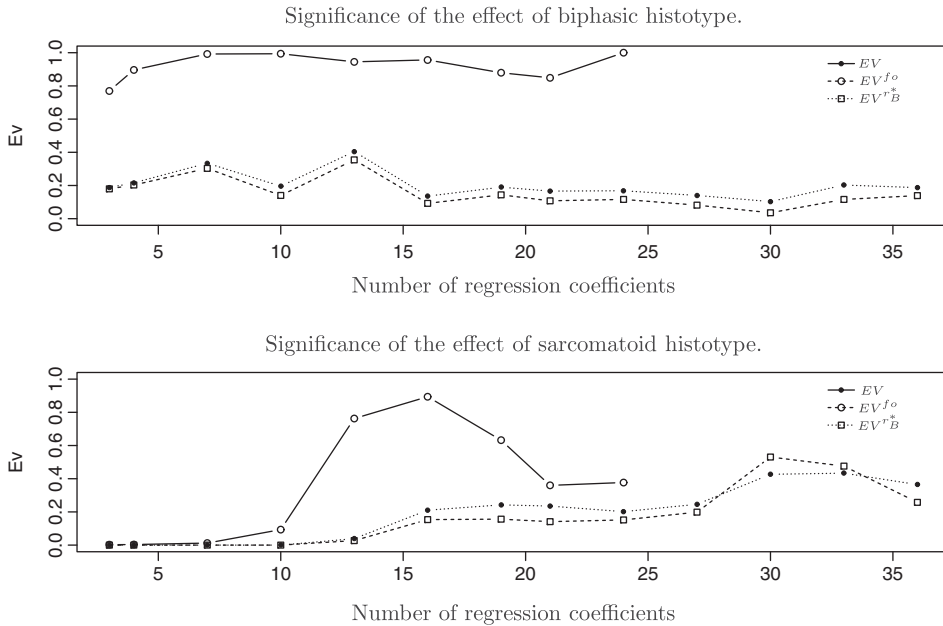 Significance of the effect of biphasic histotype.
Ev
0.0 0.2 0.4 0.6 0.8 1.0
EV
EV^{fo}
EV^{r_B^*}
5 10 15 20 25 30 35
Number of regression coefficients
Significance of the effect of sarcomatoid histotype.
Ev
0.0 0.2 0.4 0.6 0.8 1.0
EV
EV^{fo}
EV^{r_B^*}
5 10 15 20 25 30 35
Number of regression coefficients